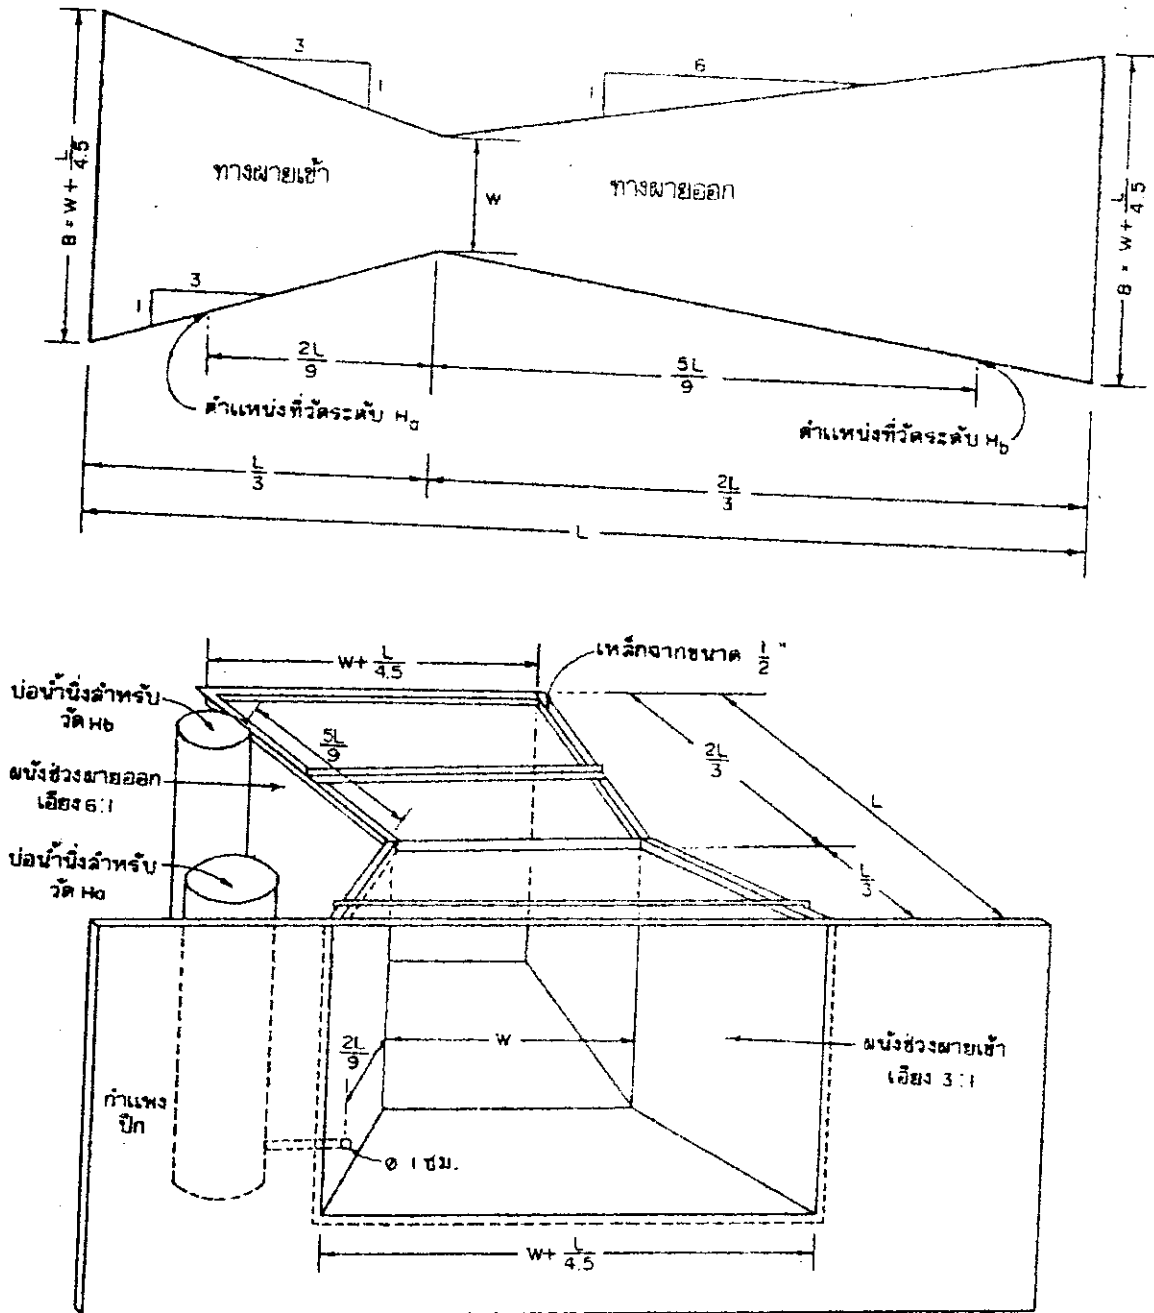 3
1
6
1
B = W + L/4.5
ทางผายเข้า
W
ทางผายออก
B = W + L/4.5
3
1
2L/9
5L/9
ตำแหน่งที่วัดระดับ Ha
ตำแหน่งที่วัดระดับ Hb
L/3
2L/3
L
W + L/4.5
เหล็กฉากขนาด 1/2"
บ่อน้ำนิ่งสำหรับ
วัด Hb
5L/9
2L/3
L
ผนังช่วงผายออก
เอียง 6:1
บ่อน้ำนิ่งสำหรับ
วัด Ha
L/3
2L/9
W
ผนังช่วงผายเข้า
เอียง 3:1
กำแพง
ปีก
ø 1 ซม.
W + L/4.5